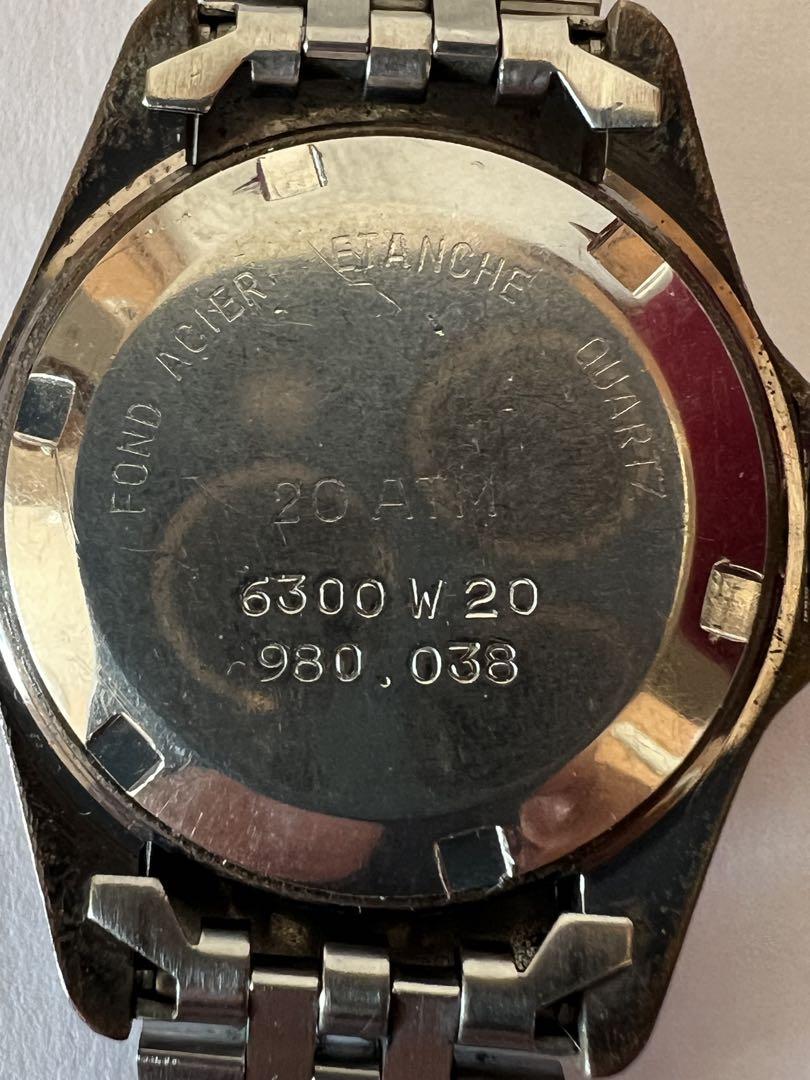 FOND ACIER ETANCHE QUARTZ
20 ATM
6300 W 20
980.038